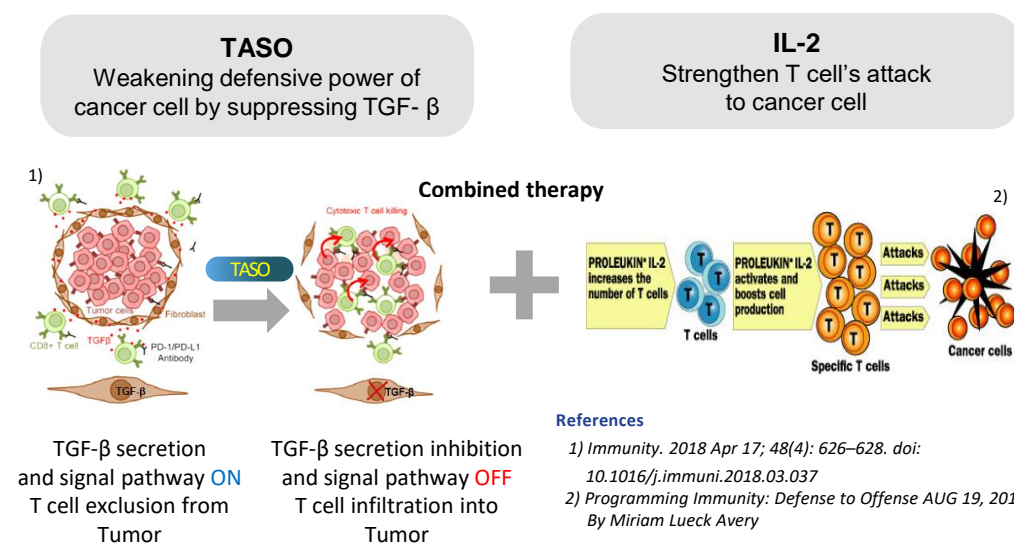 TASO
Weakening defensive power of
cancer cell by suppressing TGF- β
IL-2
Strengthen T cell's attack
to cancer cell
Combined therapy
1)
Tumor cells
Fibroblast
CD8+ T cell
TGFβ
PD-1/PD-L1
Antibody
TGF-β
TASO
Cytotoxic T cell killing
TGF-β
2)
PROLEUKIN® IL-2
increases the
number of T cells
T
T
T
T
T cells
PROLEUKIN® IL-2
activates and
boosts cell
production
T
T
T
T
T
T
T
T
Specific T cells
Attacks
Attacks
Attacks
Cancer cells
TGF-β secretion
and signal pathway ON
T cell exclusion from
Tumor
TGF-β secretion inhibition
and signal pathway OFF
T cell infiltration into
Tumor
References
1) Immunity. 2018 Apr 17; 48(4): 626–628. doi:
10.1016/j.immuni.2018.03.037
2) Programming Immunity: Defense to Offense AUG 19, 201
By Miriam Lueck Avery